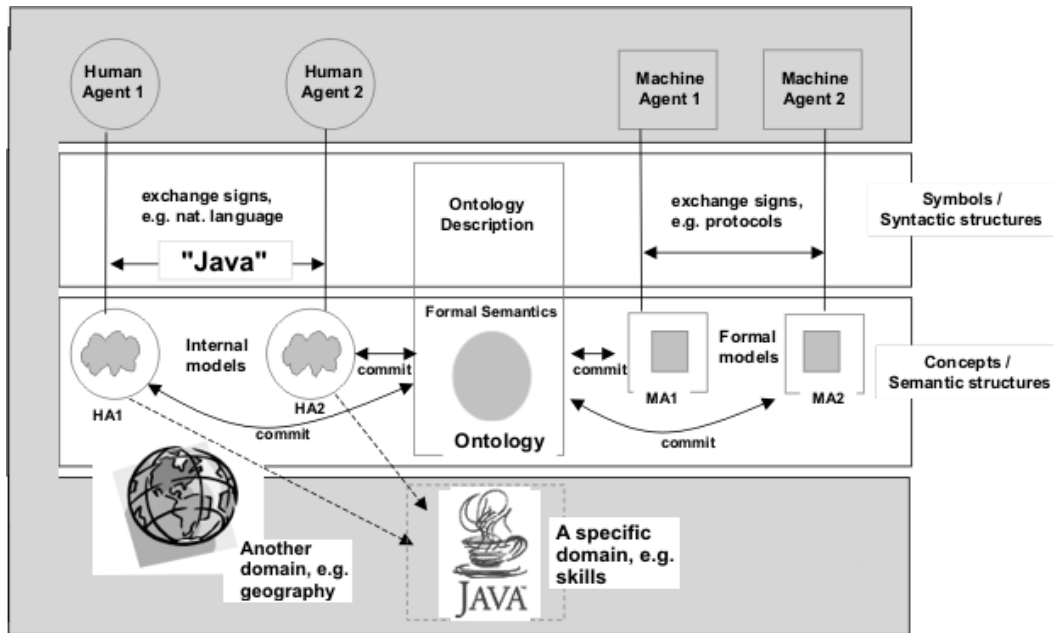 Human
Agent 1
Human
Agent 2
Machine
Agent 1
Machine
Agent 2
exchange signs,
e.g. nat. language
"Java"
Ontology
Description
exchange signs,
e.g. protocols
Symbols /
Syntactic structures
Formal Semantics
Internal
models
commit
commit
Formal
models
Concepts /
Semantic structures
HA1
HA2
MA1
MA2
commit
Ontology
commit
Another
domain, e.g.
geography
JAVA
A specific
domain, e.g.
skills